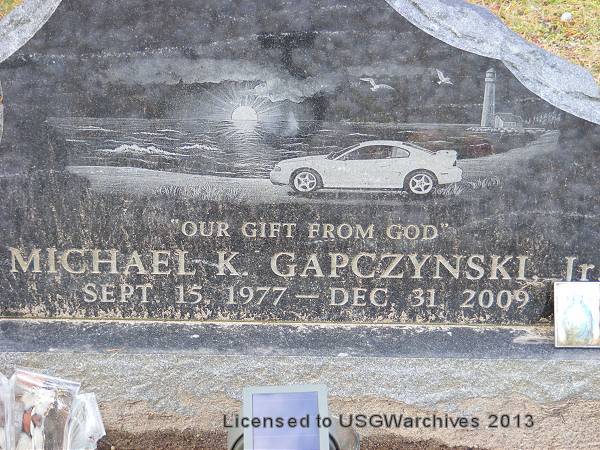 "OUR GIFT FROM GOD"
MICHAEL K. GAPCZYNSKI, Jr.
SEPT. 15, 1977 — DEC. 31, 2009
Licensed to USGWarchives 2013